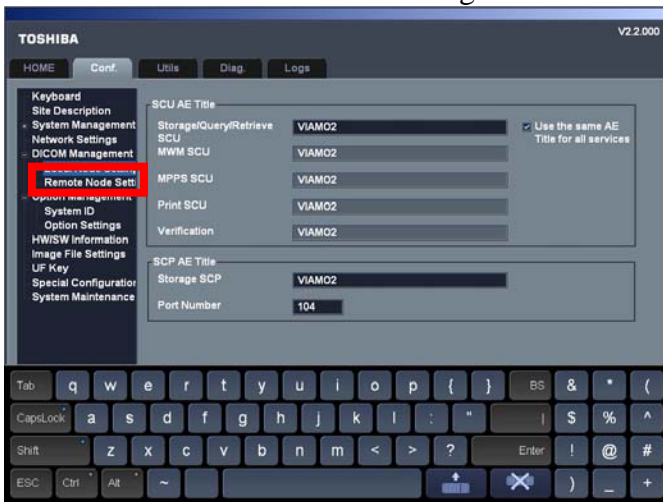 TOSHIBA
V2.2.000
HOME Conf. Utils Diag. Logs
Keyboard
Site Description
System Management
Network Settings
DICOM Management
Remote Node Setti
Option Management
System ID
Option Settings
HW/SW Information
Image File Settings
UF Key
Special Configuration
System Maintenance
SCU AE Title
Storage/Query/Retrieve
SCU
VIAMO2
Use the same AE
Title for all services
MWM SCU VIAMO2
MPPS SCU VIAMO2
Print SCU VIAMO2
Verification VIAMO2
SCP AE Title
Storage SCP VIAMO2
Port Number 104
Tab q w e r t y u i o p { } BS & * (
CapsLock a s d f g h j k l : " | $ % ^
Shift z x c v b n m < > ? Enter ! @ #
ESC Ctrl Alt ~ ) _ +